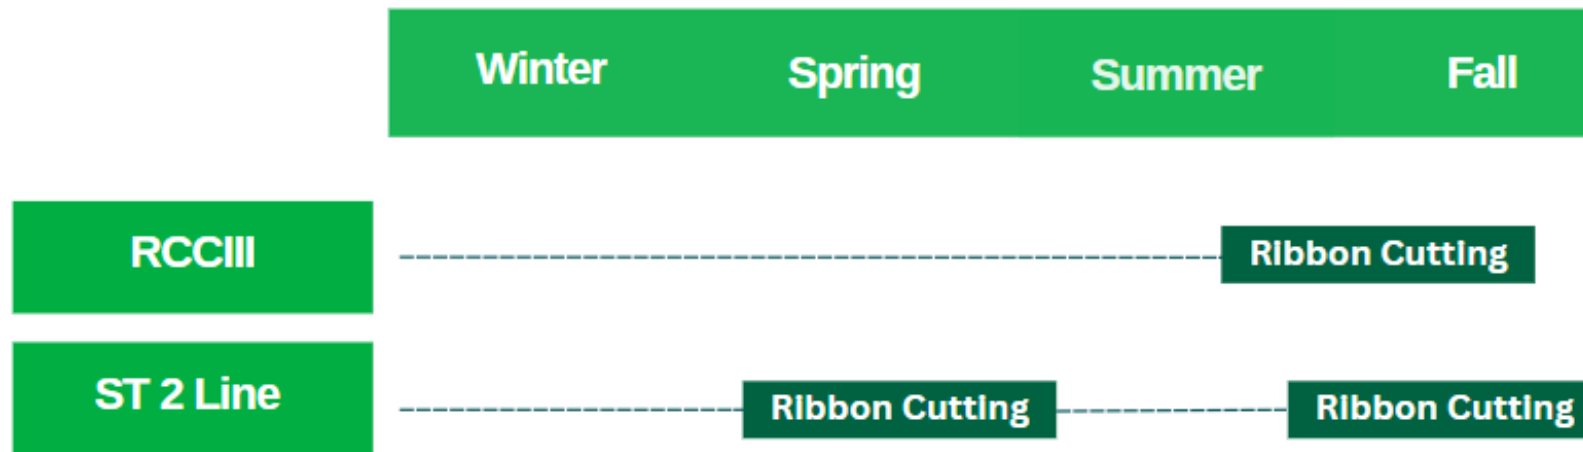 Winter Spring Summer Fall
RCCIII Ribbon Cutting
ST 2 Line Ribbon Cutting Ribbon Cutting